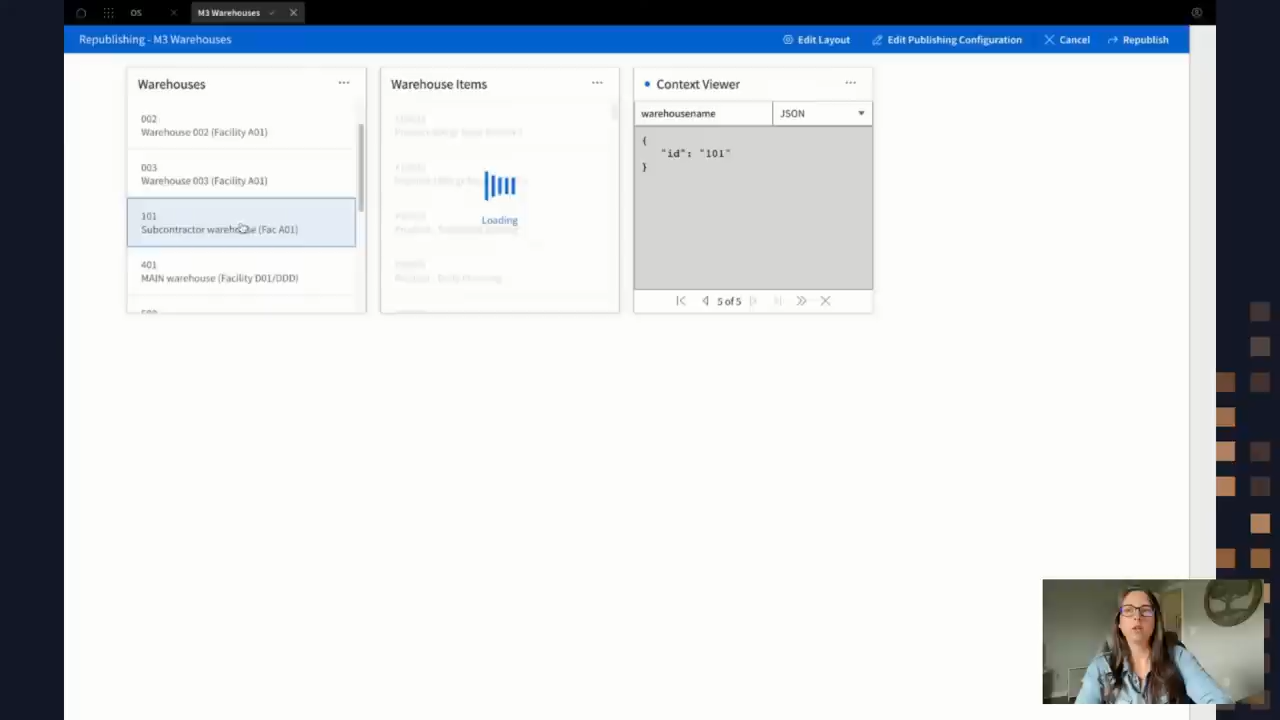 OS
M3 Warehouses
Republishing - M3 Warehouses
Edit Layout
Edit Publishing Configuration
Cancel
Republish
Warehouses
002
Warehouse 002 (Facility A01)
003
Warehouse 003 (Facility A01)
101
Subcontractor warehouse (Fac A01)
401
MAIN warehouse (Facility D01/DDD)
Warehouse Items
Loading
Context Viewer
warehousename
JSON
{
"id": "101"
}
5 of 5